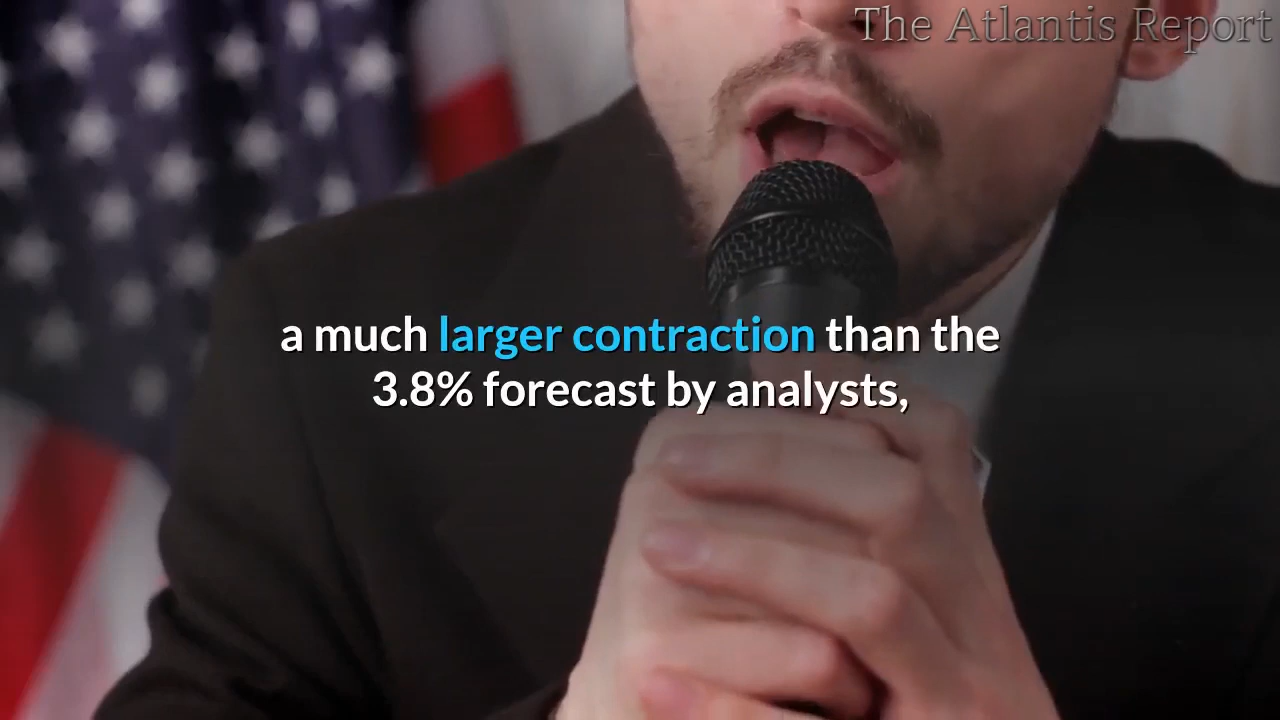 The Atlantis Report
a much larger contraction than the
3.8% forecast by analysts,